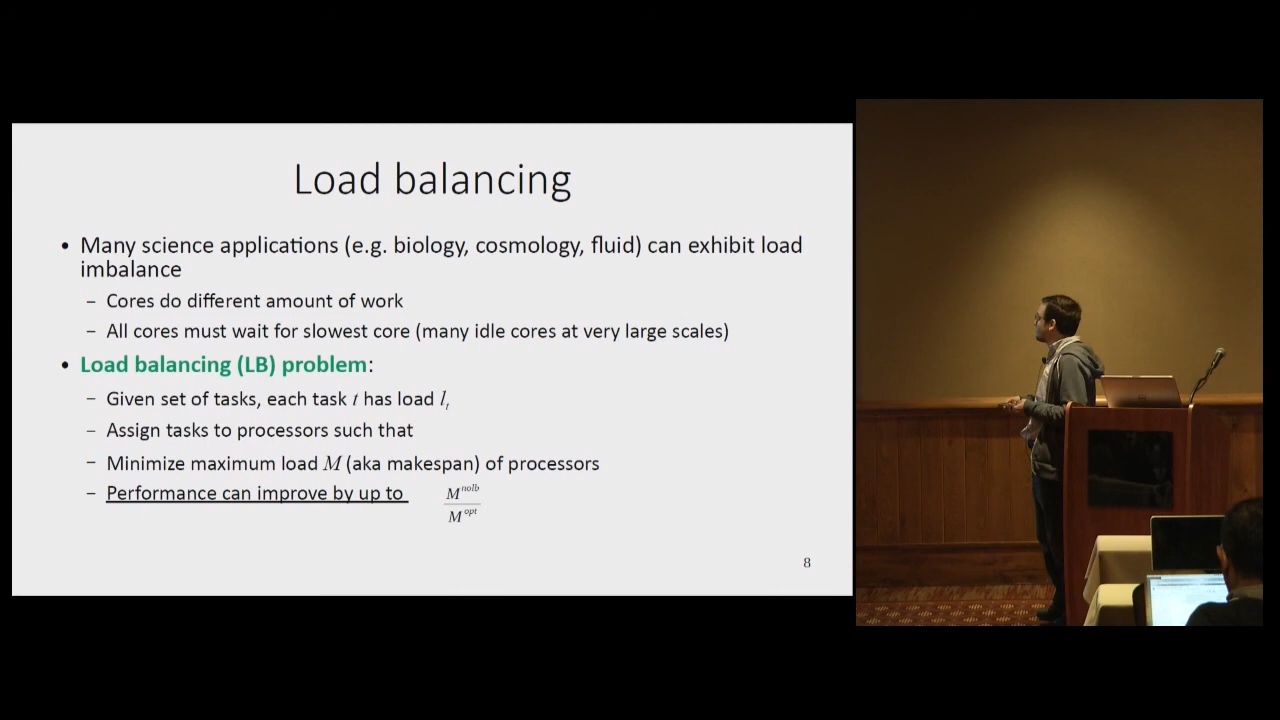 Load balancing
• Many science applications (e.g. biology, cosmology, fluid) can exhibit load
imbalance
– Cores do different amount of work
– All cores must wait for slowest core (many idle cores at very large scales)
• Load balancing (LB) problem:
– Given set of tasks, each task t has load lₜ
– Assign tasks to processors such that
– Minimize maximum load M (aka makespan) of processors
– Performance can improve by up to M^nolb / M^opt
8